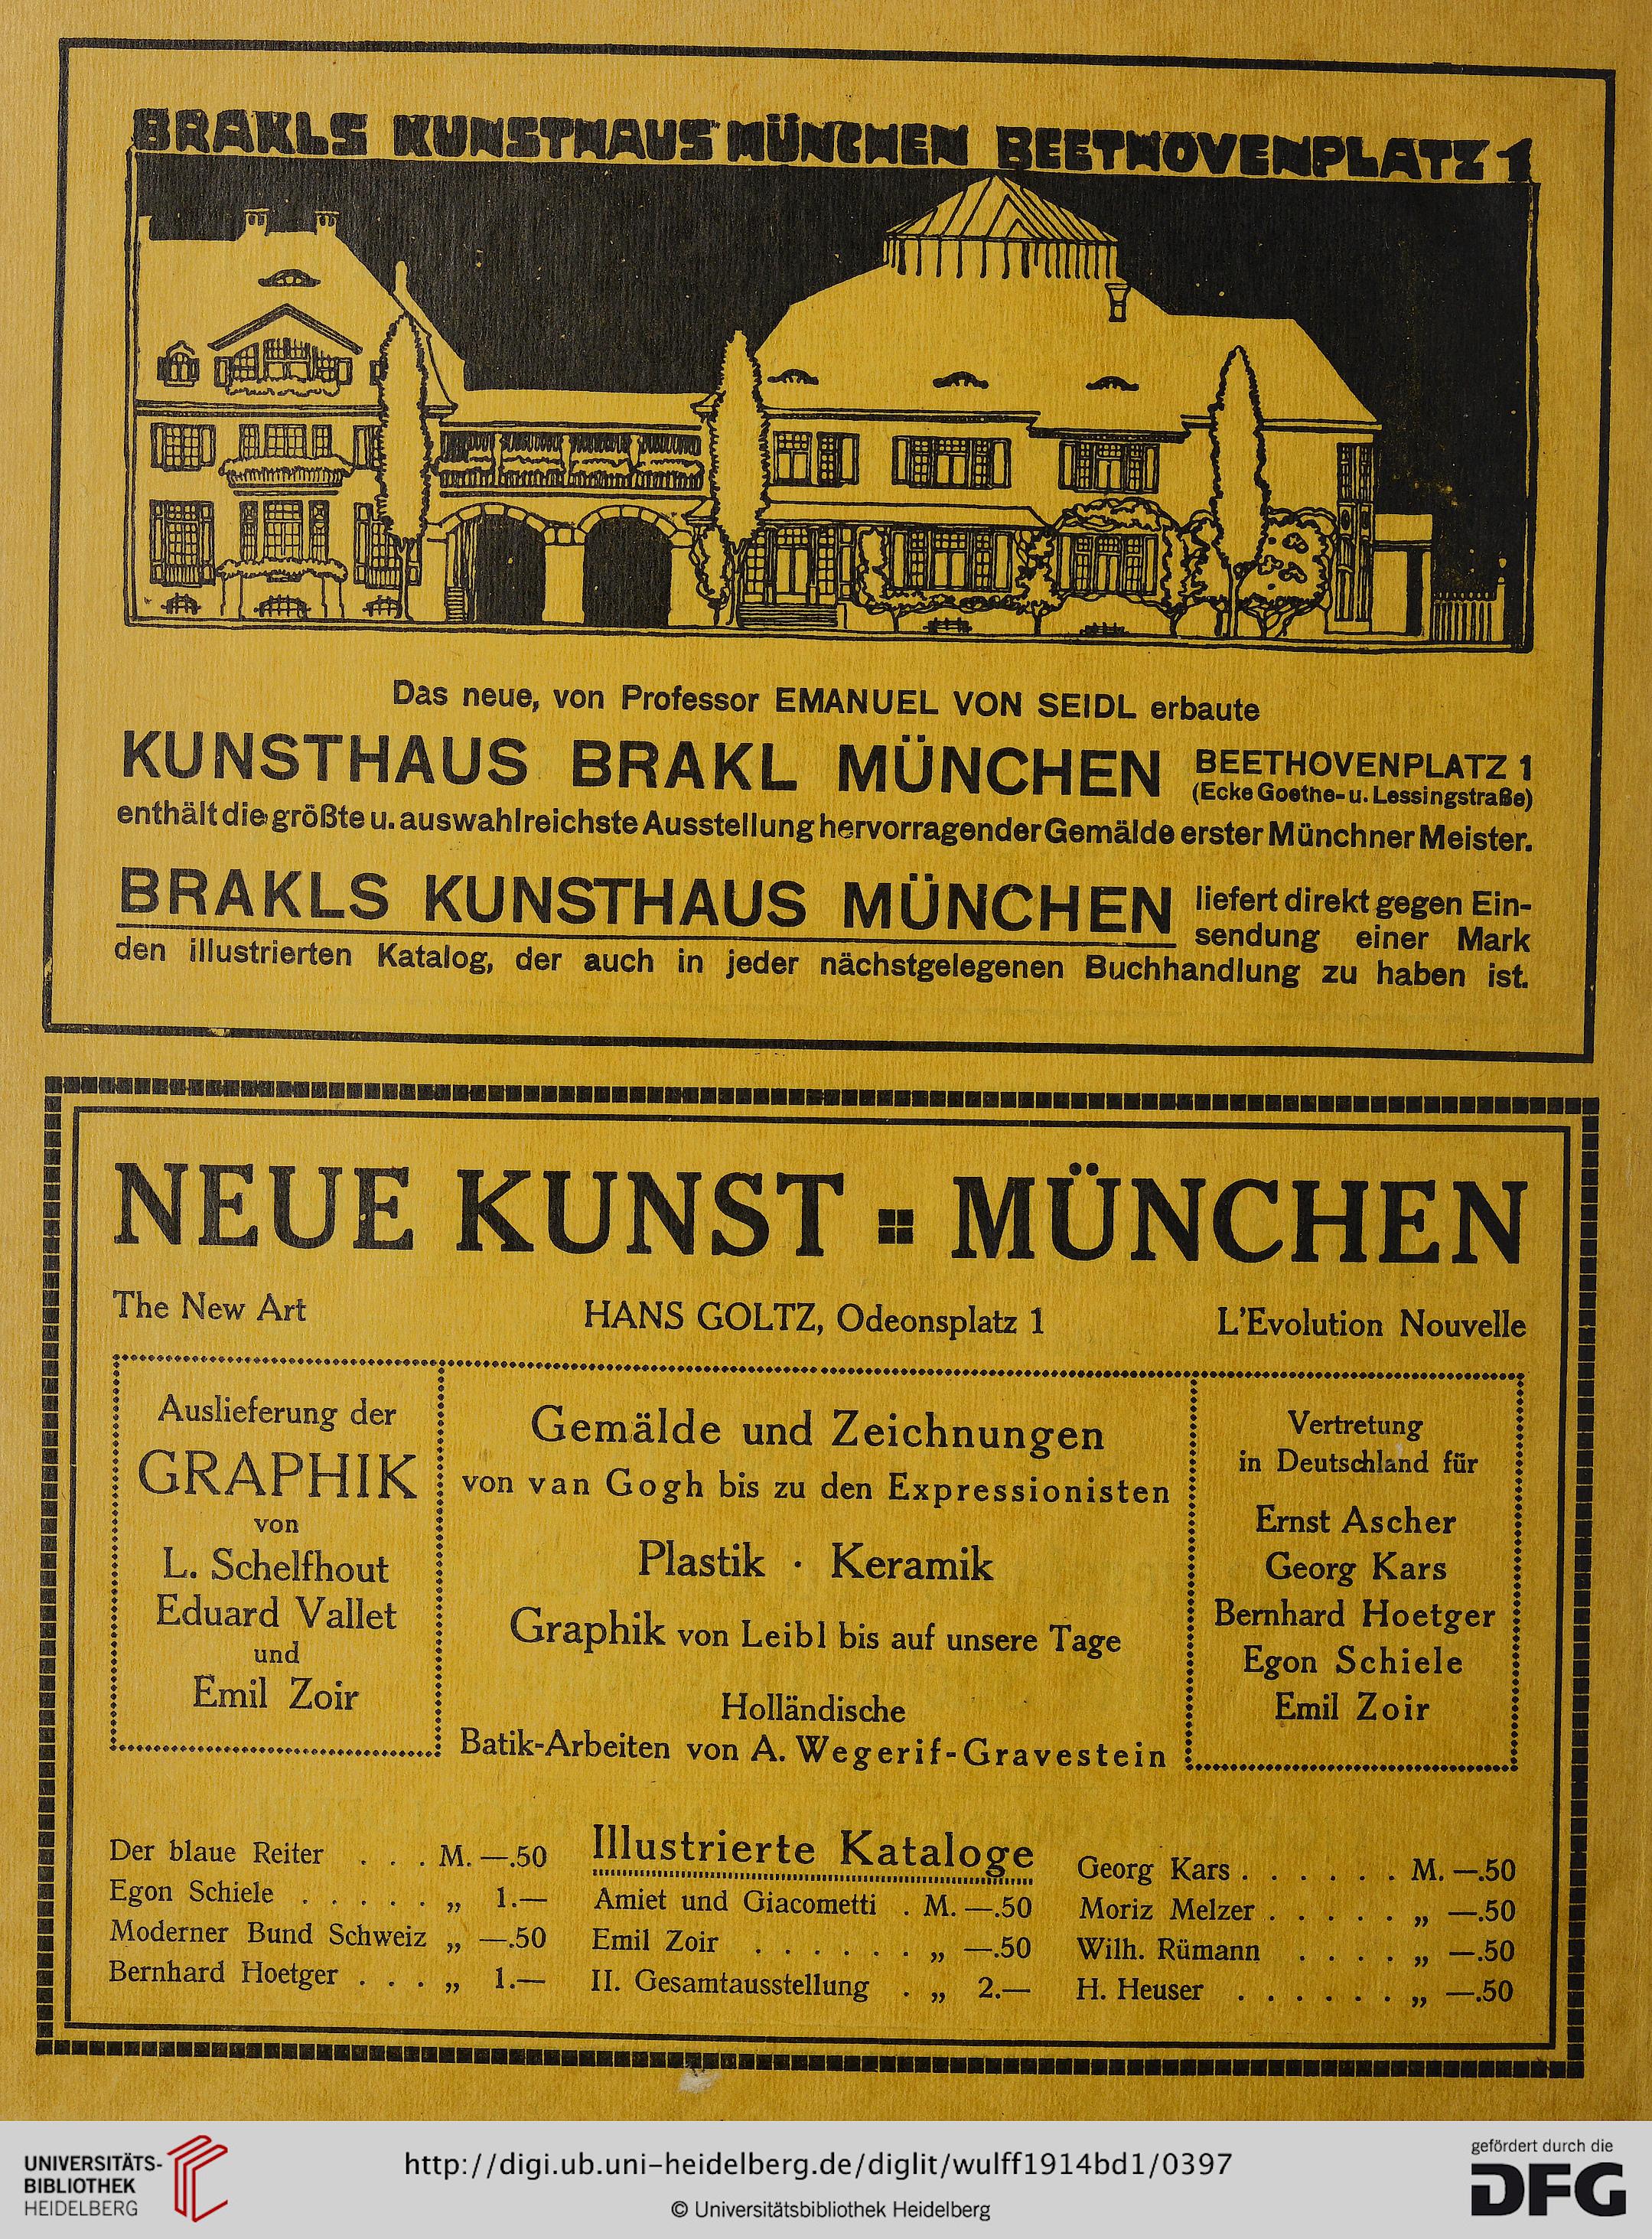 BRAKLS KUNSTHAUS MÜNCHEN BEETHOVENPLATZ 1
Das neue, von Professor EMANUEL VON SEIDL erbaute
KUNSTHAUS BRAKL MÜNCHEN BEETHOVENPLATZ 1
(Ecke Goethe- u. Lessingstraße)
enthält die größte u. auswahlreichste Ausstellung hervorragender Gemälde erster Münchner Meister.
BRAKLS KUNSTHAUS MÜNCHEN liefert direkt gegen Ein-
sendung einer Mark
den illustrierten Katalog, der auch in jeder nächstgelegenen Buchhandlung zu haben ist.
NEUE KUNST MÜNCHEN
The New Art HANS GOLTZ, Odeonsplatz 1 L'Evolution Nouvelle
Auslieferung der
GRAPHIK
von
L. Schelfhout
Eduard Vallet
und
Emil Zoir
Gemälde und Zeichnungen
von van Gogh bis zu den Expressionisten
Plastik · Keramik
Graphik von Leibl bis auf unsere Tage
Holländische
Batik-Arbeiten von A. Wegerif-Gravestein
Vertretung
in Deutschland für
Ernst Ascher
Georg Kars
Bernhard Hoetger
Egon Schiele
Emil Zoir
Illustrierte Kataloge
Der blaue Reiter . . . M. —.50
Egon Schiele . . . . . „ 1.—
Moderner Bund Schweiz „ —.50
Bernhard Hoetger . . . „ 1.—
Amiet und Giacometti . M. —.50
Emil Zoir . . . . . . „ —.50
II. Gesamtausstellung . „ 2.—
Georg Kars . . . . . . M. —.50
Moriz Melzer . . . . . „ —.50
Wilh. Rümann . . . . „ —.50
H. Heuser . . . . . . „ —.50
UNIVERSITÄTS-
BIBLIOTHEK
HEIDELBERG
http://digi.ub.uni-heidelberg.de/diglit/wulff1914bd1/0397
© Universitätsbibliothek Heidelberg
gefördert durch die
DFG